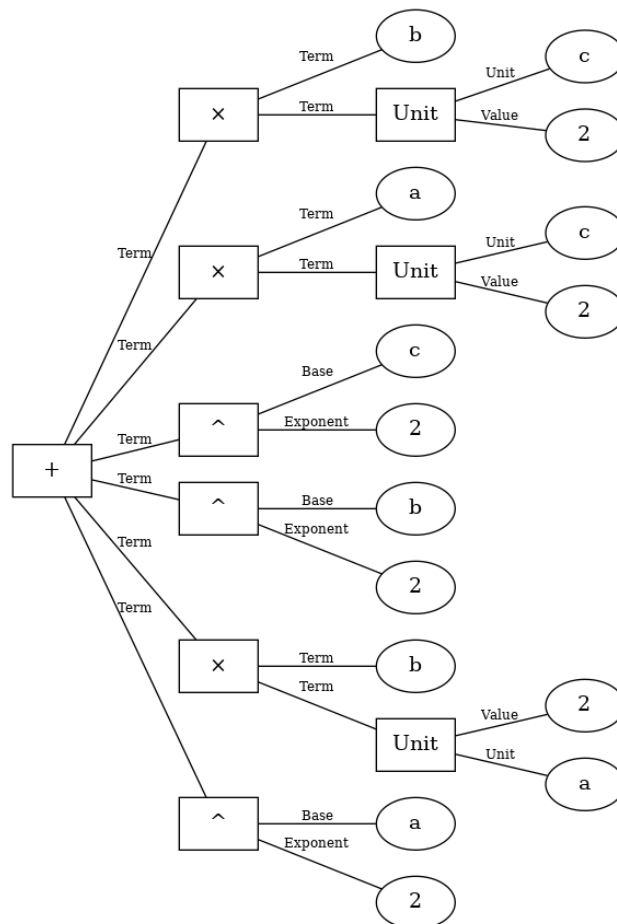 b
Term
c
Unit
×
Term
Unit
Value
2
Term
a
Term
c
Unit
×
Term
Unit
Value
2
Term
c
Base
Term
^
Exponent
2
+
Term
^
Base
b
Exponent
2
Term
×
Term
b
Term
Value
2
Unit
Unit
a
Term
^
Base
a
Exponent
2